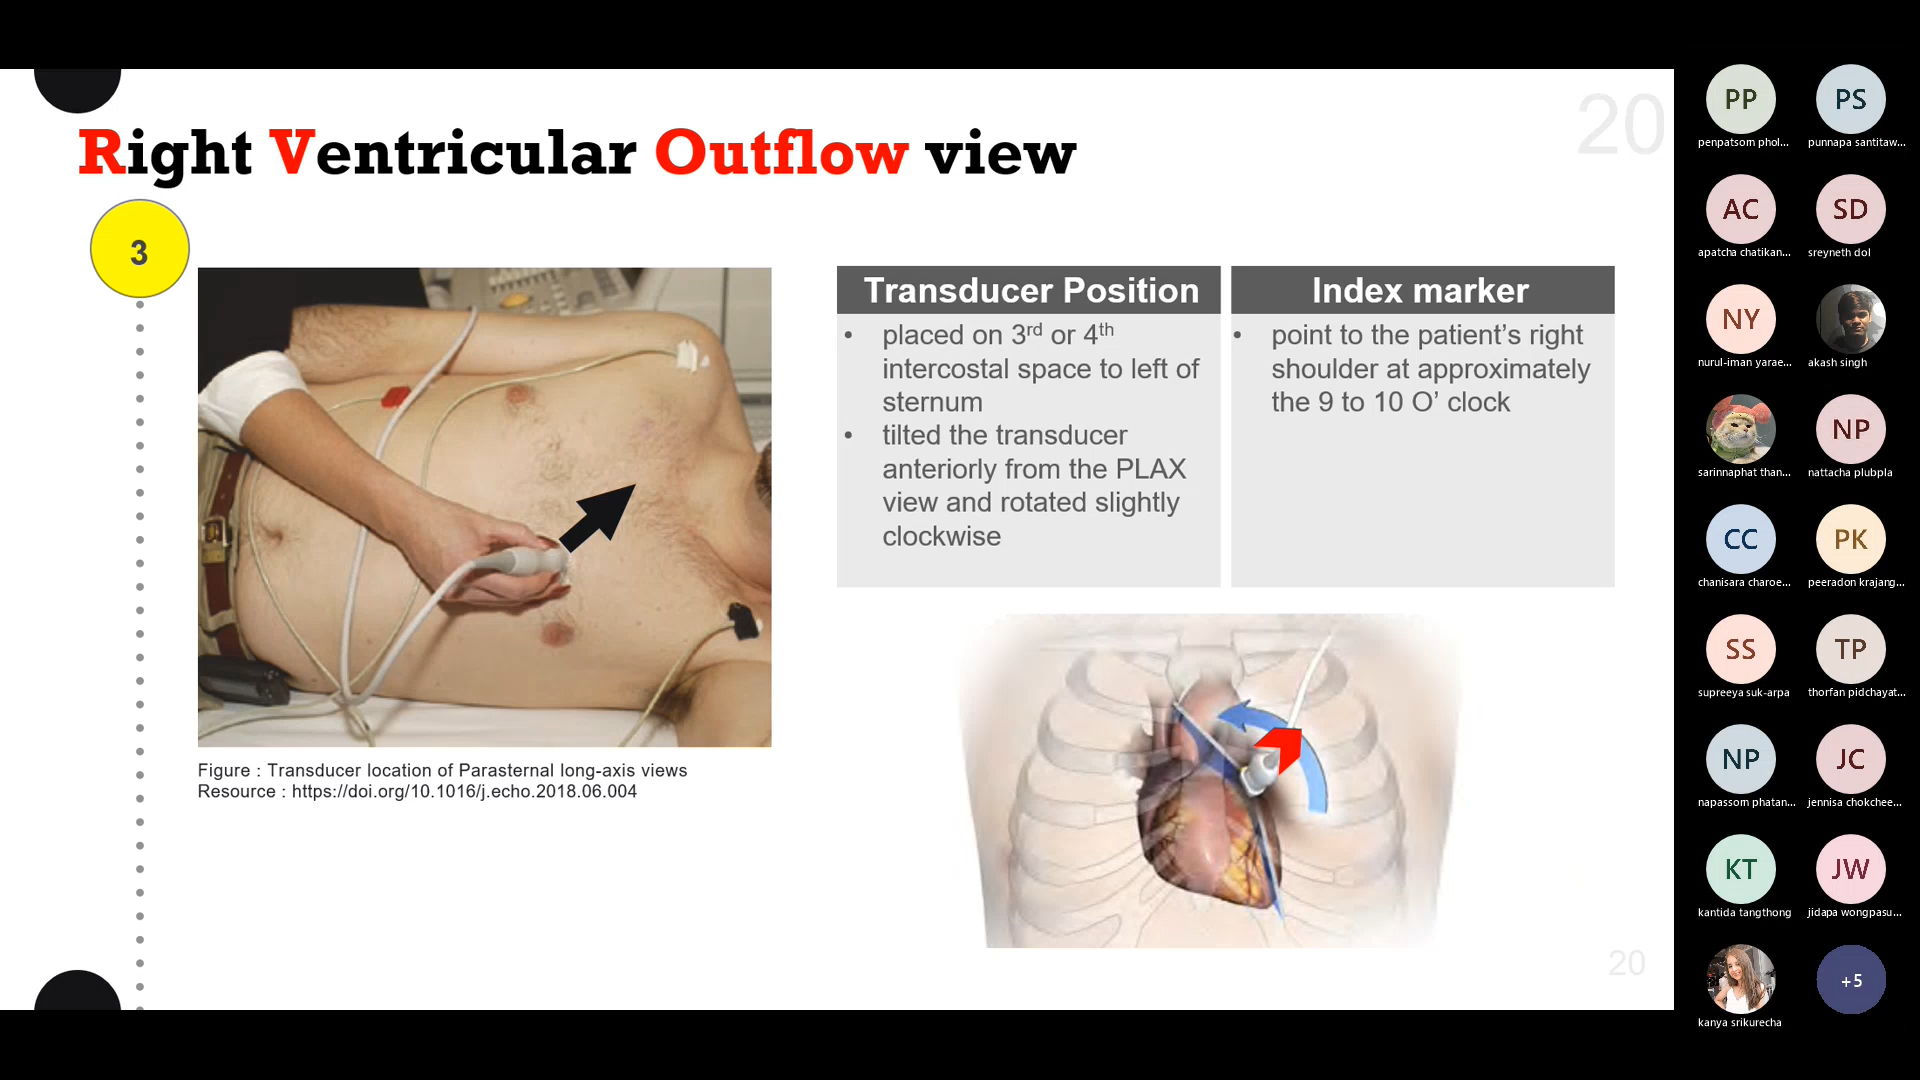 20
Right Ventricular Outflow view
3
Transducer Position
• placed on 3rd or 4th
intercostal space to left of
sternum
• tilted the transducer
anteriorly from the PLAX
view and rotated slightly
clockwise
Index marker
• point to the patient’s right
shoulder at approximately
the 9 to 10 O’ clock
Figure : Transducer location of Parasternal long-axis views
Resource : https://doi.org/10.1016/j.echo.2018.06.004
20
PP
penpatsorn phol...
PS
punnapa santitaw...
AC
apatcha chatikan...
SD
sreyneth dol
NY
nurul-iman yarae...
akash singh
sarinnaphat than...
NP
nattacha plubpla
CC
chanisara charoe...
PK
peeradon krajang...
SS
supreeya suk-arpa
TP
thorfan pidchayat...
NP
napassorn phatan...
JC
jennisa chokchee...
KT
kantida tangthong
JW
jidapa wongpasu...
kanya srikurecha
+5